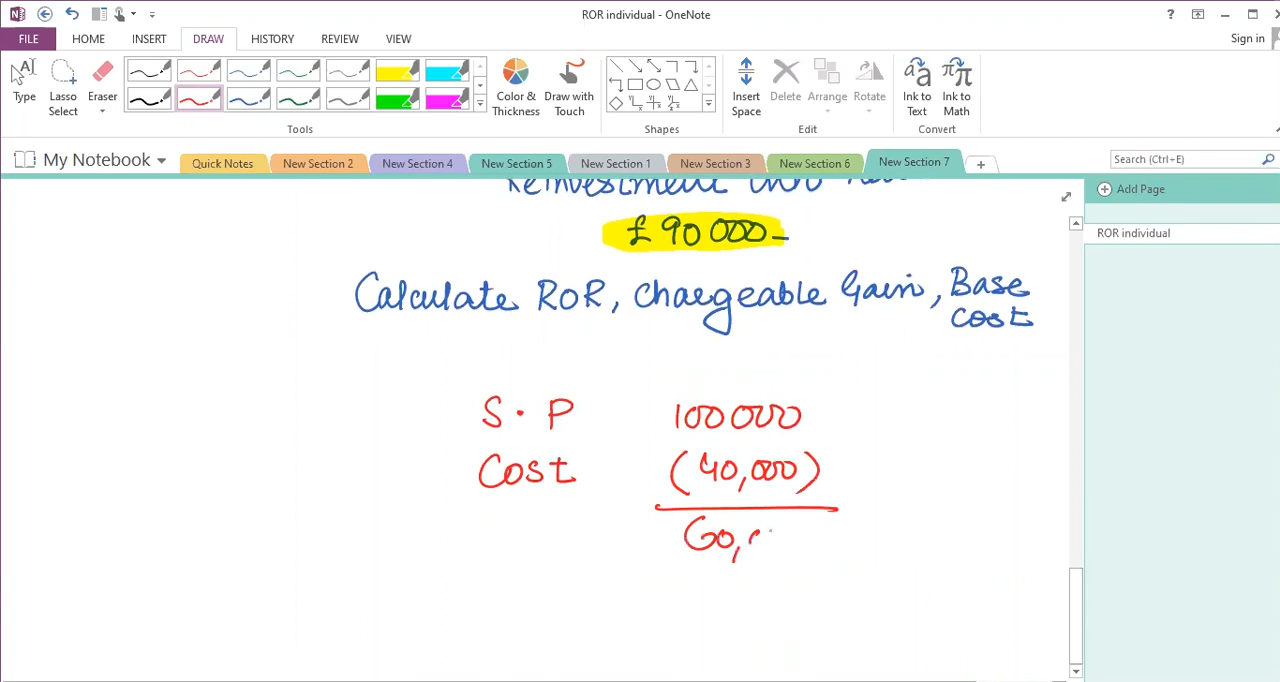 ROR individual - OneNote
FILE HOME INSERT DRAW HISTORY REVIEW VIEW
Sign in
Type
Lasso Select
Eraser
Color & Thickness
Draw with Touch
Insert Space
Delete
Arrange
Rotate
Ink to Text
Ink to Math
Tools
Shapes
Edit
Convert
My Notebook
Quick Notes
New Section 2
New Section 4
New Section 5
New Section 1
New Section 3
New Section 6
New Section 7
Search (Ctrl+E)
Add Page
ROR individual
Reinvestment into
£ 90 000
Calculate ROR, Chargeable Gain, Base Cost
S. P 100000
Cost (40,000)
60,